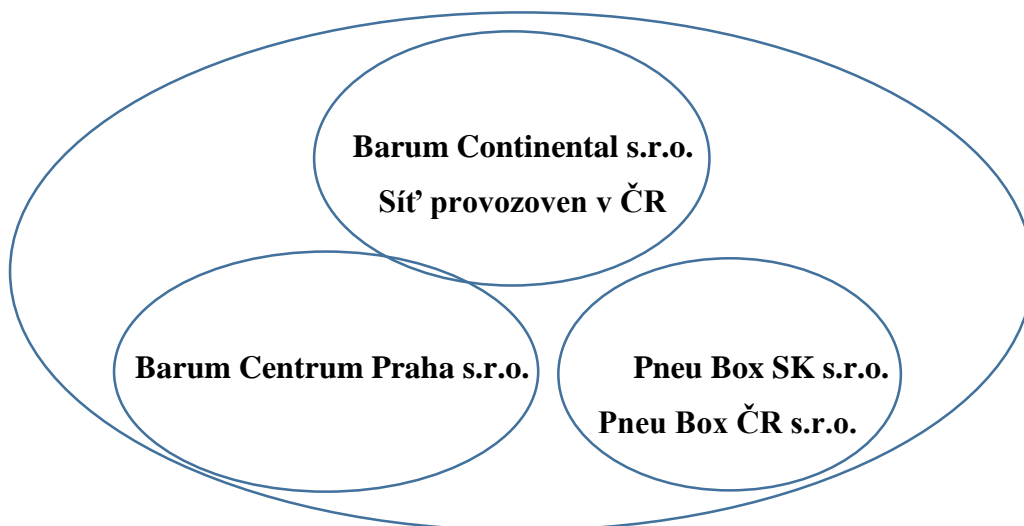 Barum Continental s.r.o.
Síť provozoven v ČR
Barum Centrum Praha s.r.o.
Pneu Box SK s.r.o.
Pneu Box ČR s.r.o.